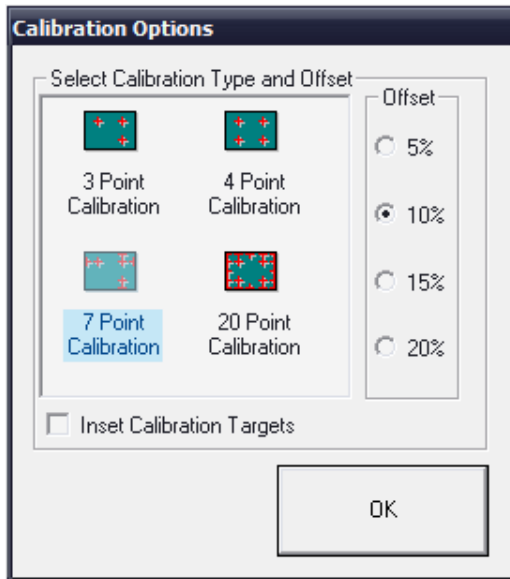 Calibration Options
Select Calibration Type and Offset
3 Point
Calibration
4 Point
Calibration
7 Point
Calibration
20 Point
Calibration
Offset
5%
10%
15%
20%
Inset Calibration Targets
OK